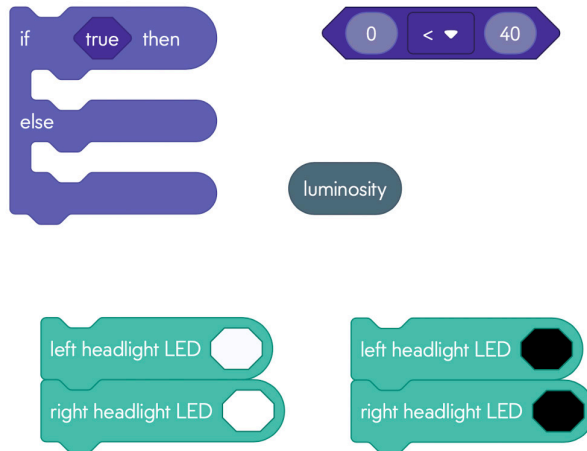 if true then
0 < 40
else
luminosity
left headlight LED
right headlight LED
left headlight LED
right headlight LED